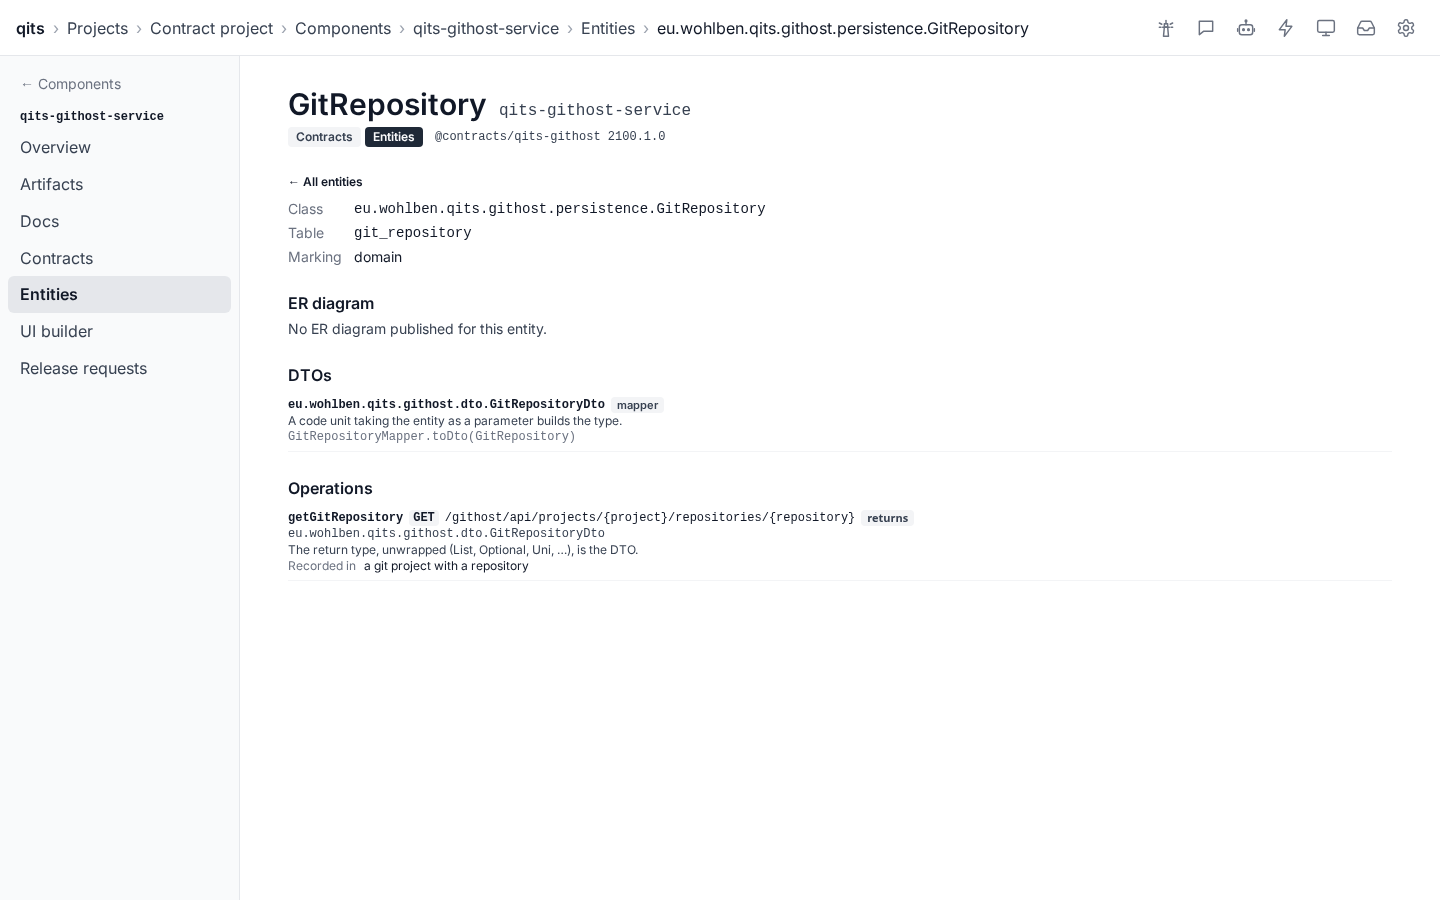 qits › Projects › Contract project › Components › qits-githost-service › Entities › eu.wohlben.qits.githost.persistence.GitRepository
← Components
qits-githost-service
Overview
Artifacts
Docs
Contracts
Entities
UI builder
Release requests
GitRepository qits-githost-service
Contracts Entities @contracts/qits-githost 2100.1.0
← All entities
Class eu.wohlben.qits.githost.persistence.GitRepository
Table git_repository
Marking domain
ER diagram
No ER diagram published for this entity.
DTOs
eu.wohlben.qits.githost.dto.GitRepositoryDto mapper
A code unit taking the entity as a parameter builds the type.
GitRepositoryMapper.toDto(GitRepository)
Operations
getGitRepository GET /githost/api/projects/{project}/repositories/{repository} returns
eu.wohlben.qits.githost.dto.GitRepositoryDto
The return type, unwrapped (List, Optional, Uni, …), is the DTO.
Recorded in a git project with a repository